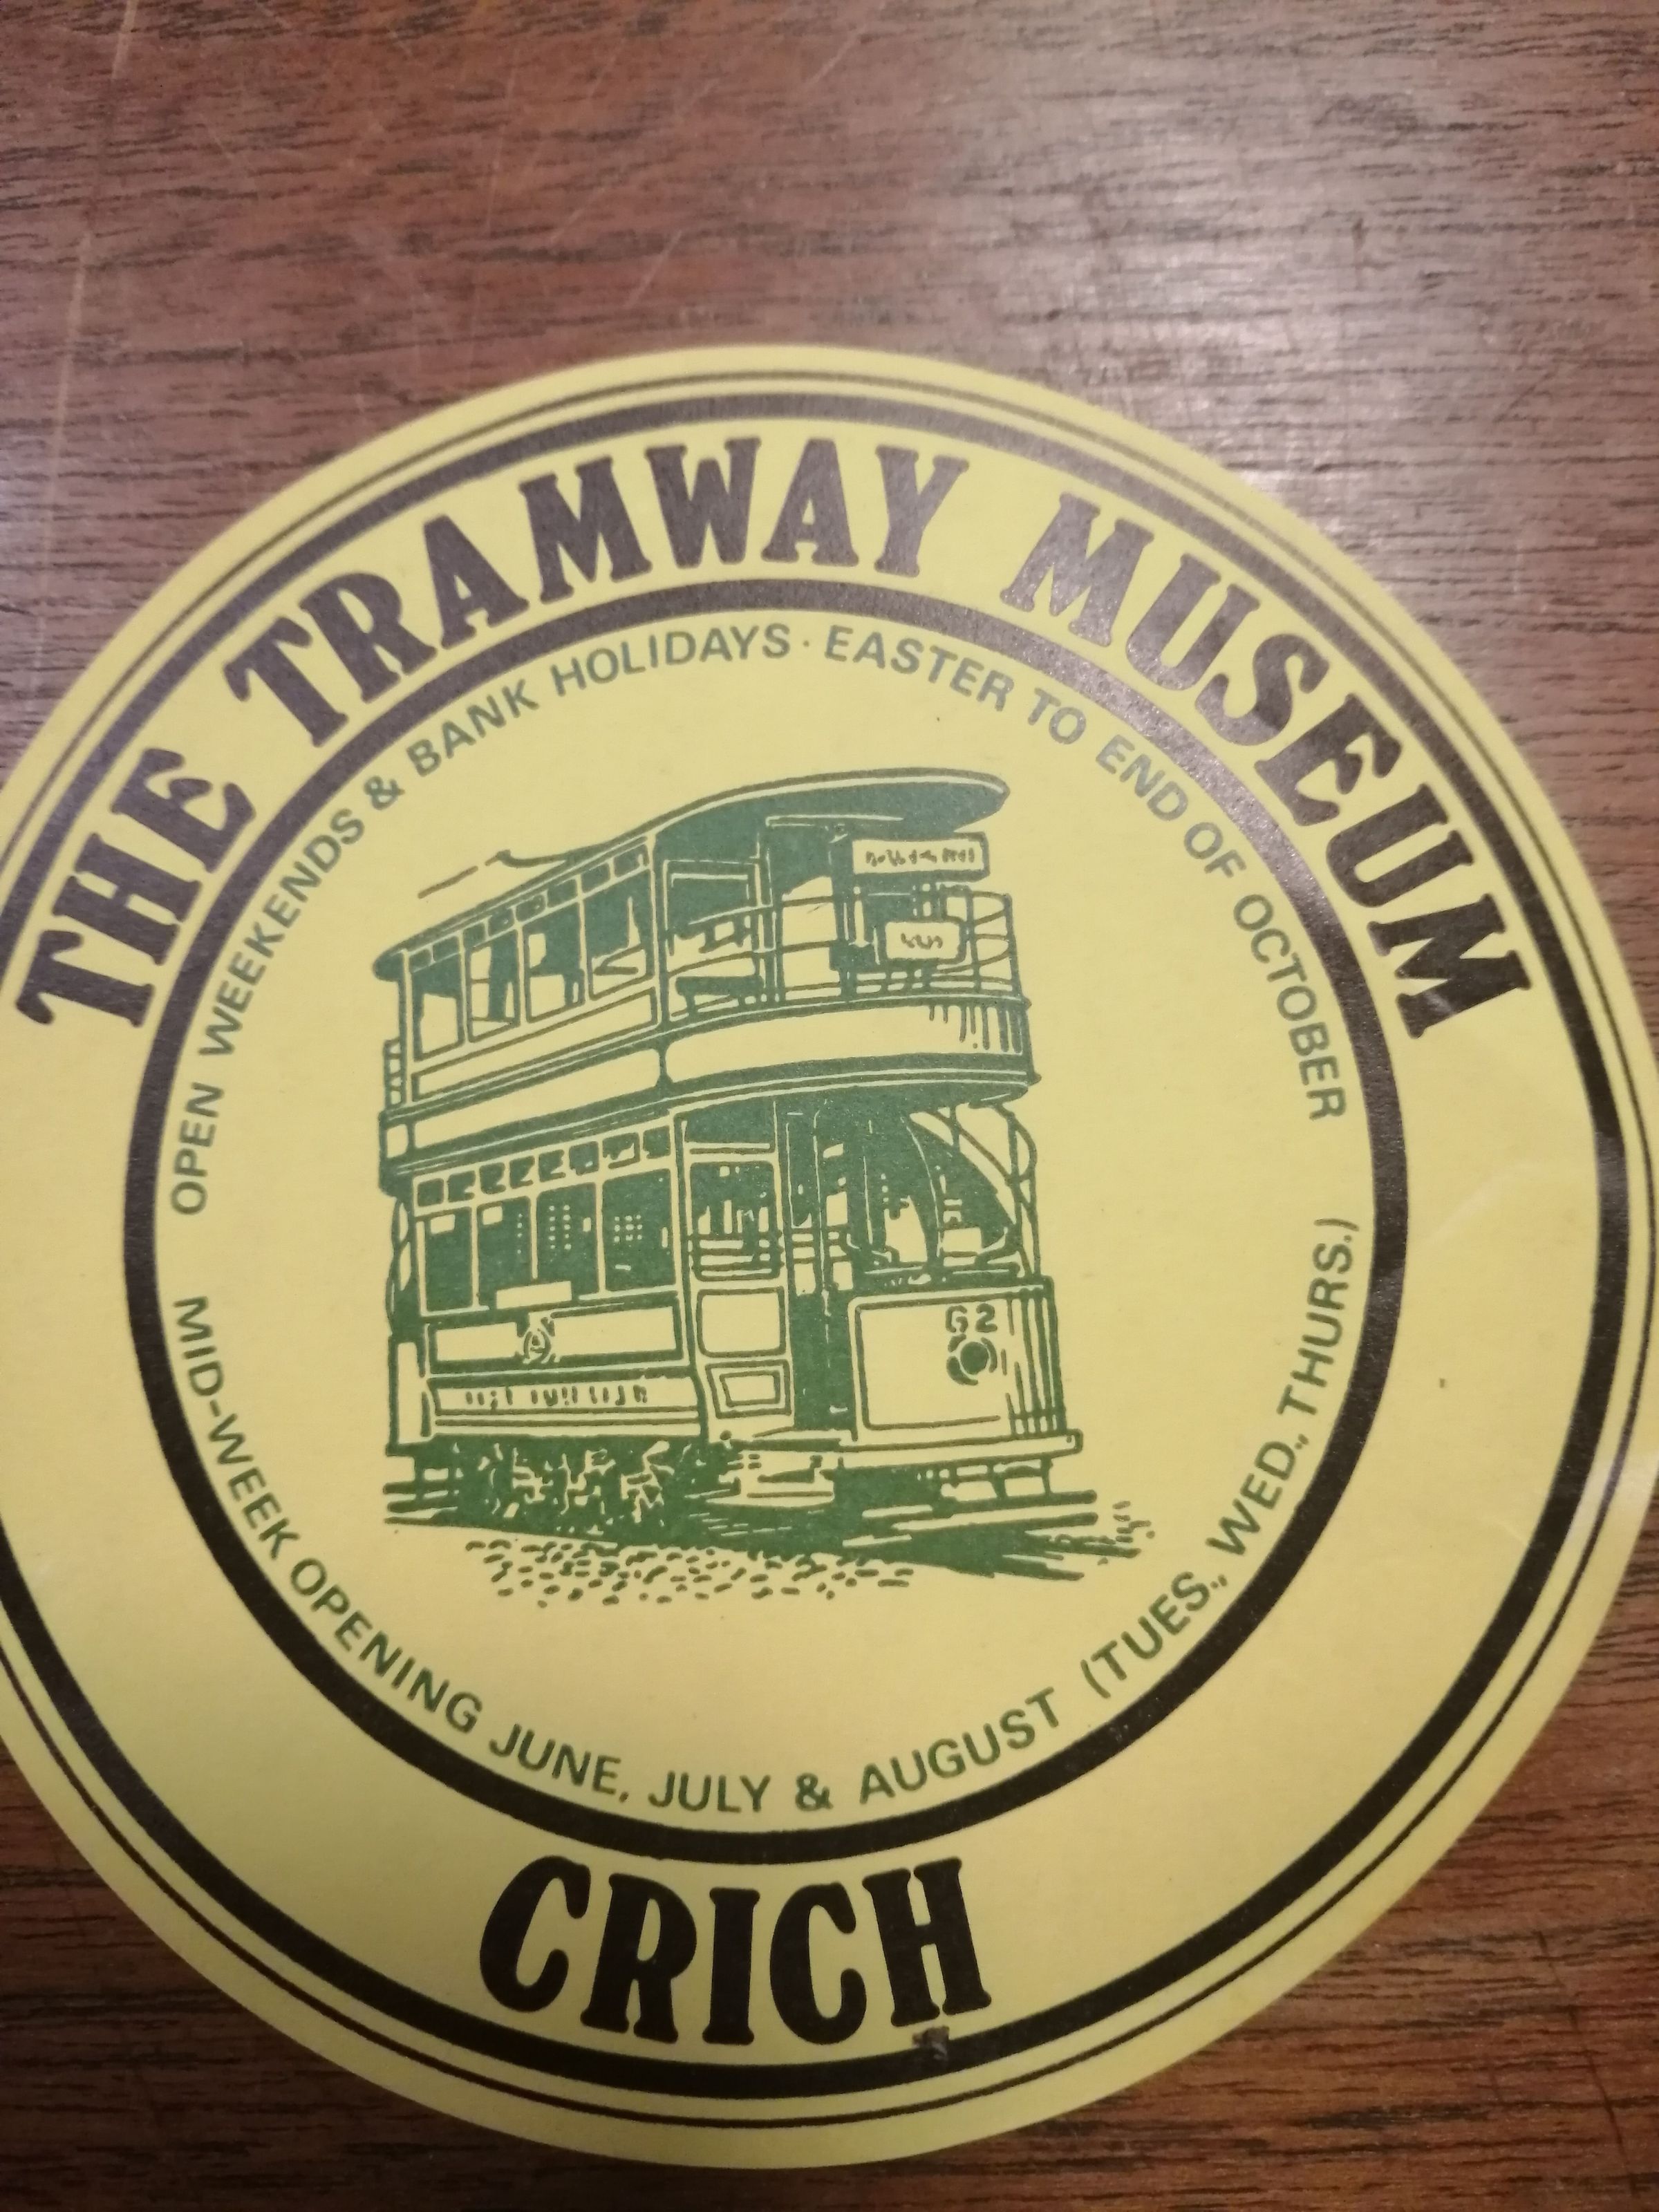 THE TRAMWAY MUSEUM
OPEN WEEKENDS & BANK HOLIDAYS · EASTER TO END OF OCTOBER
62
MID-WEEK OPENING JUNE, JULY & AUGUST (TUES., WED., THURS.)
CRICH